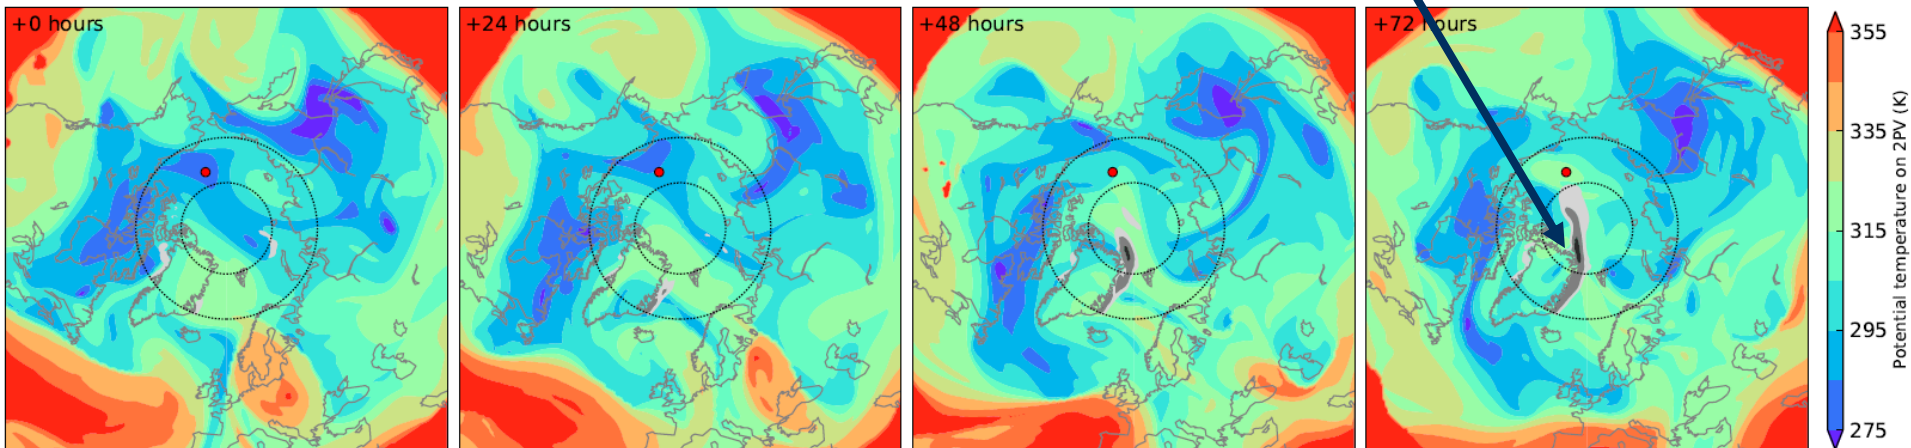 +0 hours
+24 hours
+48 hours
+72 hours
355
335
315
295
275
Potential temperature on 2PV (K)